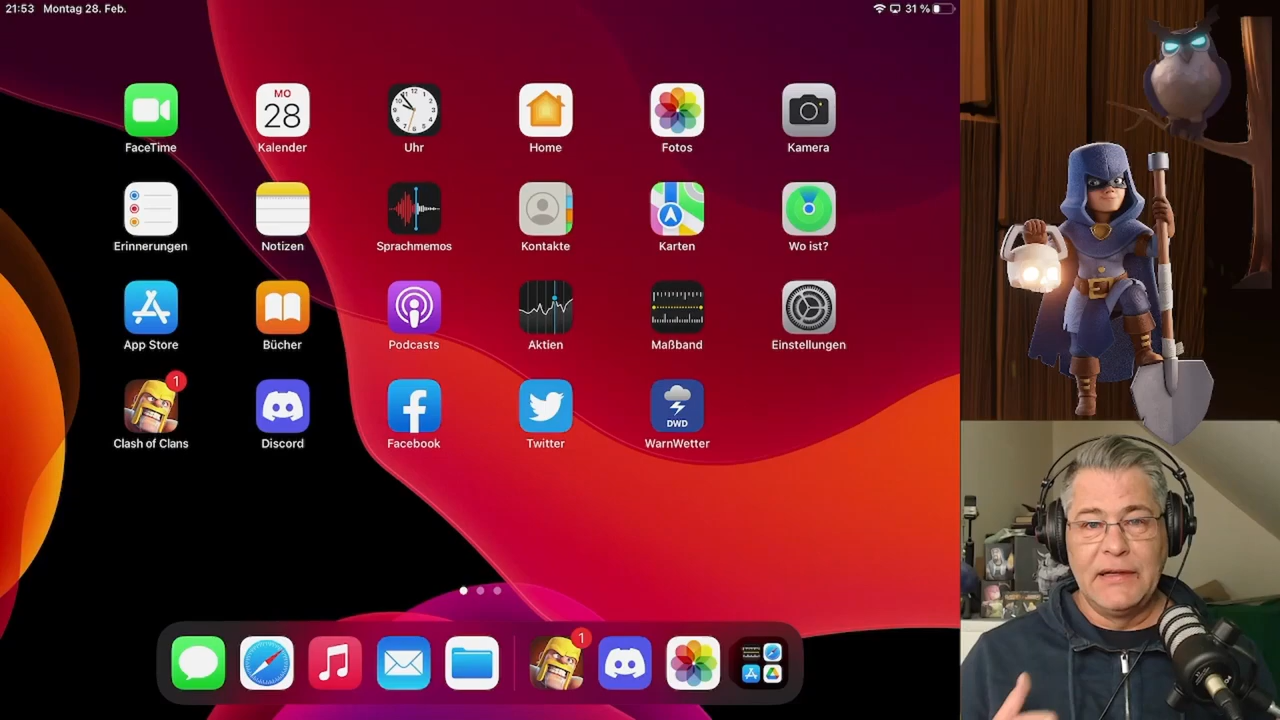 21:53 Montag 28. Feb.
31 %
MO
28
FaceTime
Kalender
Uhr
Home
Fotos
Kamera
Erinnerungen
Notizen
Sprachmemos
Kontakte
Karten
Wo ist?
App Store
Bücher
Podcasts
Aktien
Maßband
Einstellungen
1
DWD
Clash of Clans
Discord
Facebook
Twitter
WarnWetter
1